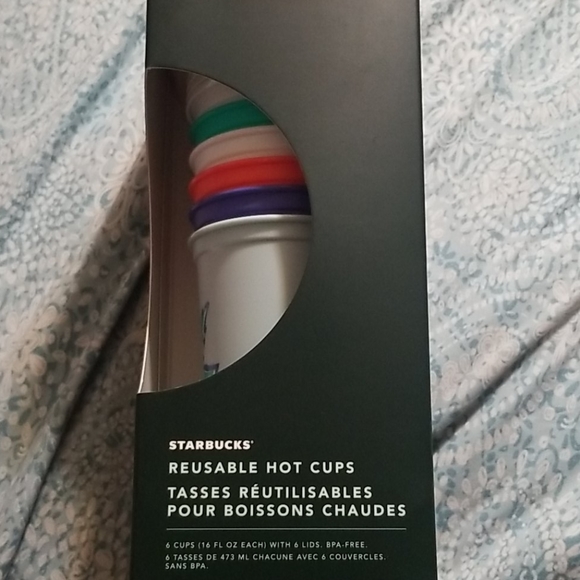 STARBUCKS®
REUSABLE HOT CUPS
TASSES RÉUTILISABLES
POUR BOISSONS CHAUDES
6 CUPS (16 FL OZ EACH) WITH 6 LIDS. BPA-FREE.
6 TASSES DE 473 ML CHACUNE AVEC 6 COUVERCLES.
SANS BPA.